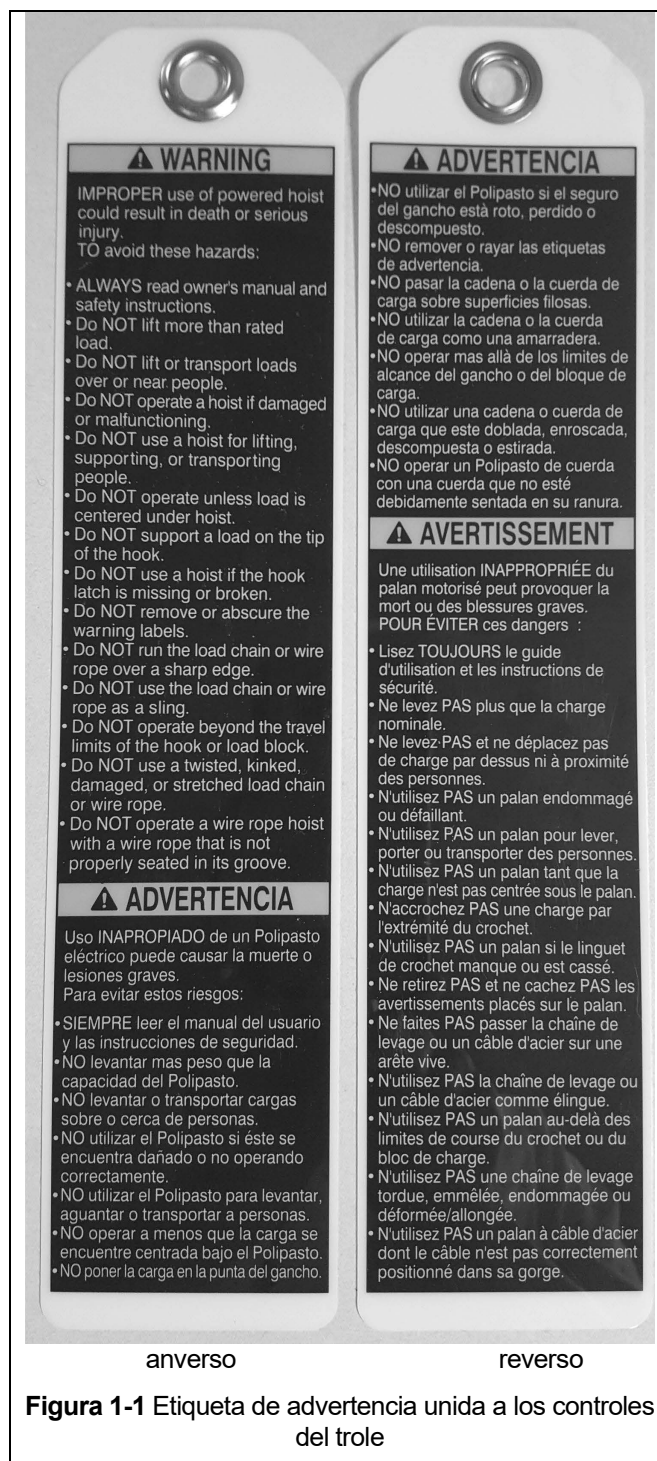 ⚠ WARNING
IMPROPER use of powered hoist
could result in death or serious
injury.
TO avoid these hazards:
• ALWAYS read owner's manual and
safety instructions.
• Do NOT lift more than rated
load.
• Do NOT lift or transport loads
over or near people.
• Do NOT operate a hoist if damaged
or malfunctioning.
• Do NOT use a hoist for lifting,
supporting, or transporting
people.
• Do NOT operate unless load is
centered under hoist.
• Do NOT support a load on the tip
of the hook.
• Do NOT use a hoist if the hook
latch is missing or broken.
• Do NOT remove or abscure the
warning labels.
• Do NOT run the load chain or wire
rope over a sharp edge.
• Do NOT use the load chain or wire
rope as a sling.
• Do NOT operate beyond the travel
limits of the hook or load block.
• Do NOT use a twisted, kinked,
damaged, or stretched load chain
or wire rope.
• Do NOT operate a wire rope hoist
with a wire rope that is not
properly seated in its groove.
⚠ ADVERTENCIA
Uso INAPROPIADO de un Polipasto
eléctrico puede causar la muerte o
lesiones graves.
Para evitar estos riesgos:
• SIEMPRE leer el manual del usuario
y las instrucciones de seguridad.
• NO levantar mas peso que la
capacidad del Polipasto.
• NO levantar o transportar cargas
sobre o cerca de personas.
• NO utilizar el Polipasto si éste se
encuentra dañado o no operando
correctamente.
• NO utilizar el Polipasto para levantar,
aguantar o transportar a personas.
• NO operar a menos que la carga se
encuentre centrada bajo el Polipasto.
• NO poner la carga en la punta del gancho.
anverso
⚠ ADVERTENCIA
• NO utilizar el Polipasto si el seguro
del gancho està roto, perdido o
descompuesto.
• NO remover o rayar las etiquetas
de advertencia.
• NO pasar la cadena o la cuerda de
carga sobre superficies filosas.
• NO utilizar la cadena o la cuerda
de carga como una amarradera.
• NO operar mas allà de los limites de
alcance del gancho o del bloque de
carga.
• NO utilizar una cadena o cuerda de
carga que este doblada, enroscada,
descompuesta o estirada.
• NO operar un Polipasto de cuerda
con una cuerda que no esté
debidamente sentada en su ranura.
⚠ AVERTISSEMENT
Une utilisation INAPPROPRIÉE du
palan motorisé peut provoquer la
mort ou des blessures graves.
POUR ÉVITER ces dangers :
• Lisez TOUJOURS le guide
d'utilisation et les instructions de
sécurité.
• Ne levez PAS plus que la charge
nominale.
• Ne levez PAS et ne déplacez pas
de charge par dessus ni à proximité
des personnes.
• N'utilisez PAS un palan endommagé
ou défaillant.
• N'utilisez PAS un palan pour lever,
porter ou transporter des personnes.
• N'utilisez PAS un palan tant que la
charge n'est pas centrée sous le palan.
• N'accrochez PAS une charge par
l'extrémité du crochet.
• N'utilisez PAS un palan si le linguet
de crochet manque ou est cassé.
• Ne retirez PAS et ne cachez PAS les
avertissements placés sur le palan.
• Ne faites PAS passer la chaîne de
levage ou un câble d'acier sur une
arête vive.
• N'utilisez PAS la chaîne de levage ou
un câble d'acier comme élingue.
• N'utilisez PAS un palan au-delà des
limites de course du crochet ou du
bloc de charge.
• N'utilisez PAS une chaîne de levage
tordue, emmêlée, endommagée ou
déformée/allongée.
• N'utilisez PAS un palan à câble d'acier
dont le câble n'est pas correctement
positionné dans sa gorge.
reverso
Figura 1-1 Etiqueta de advertencia unida a los controles
del trole